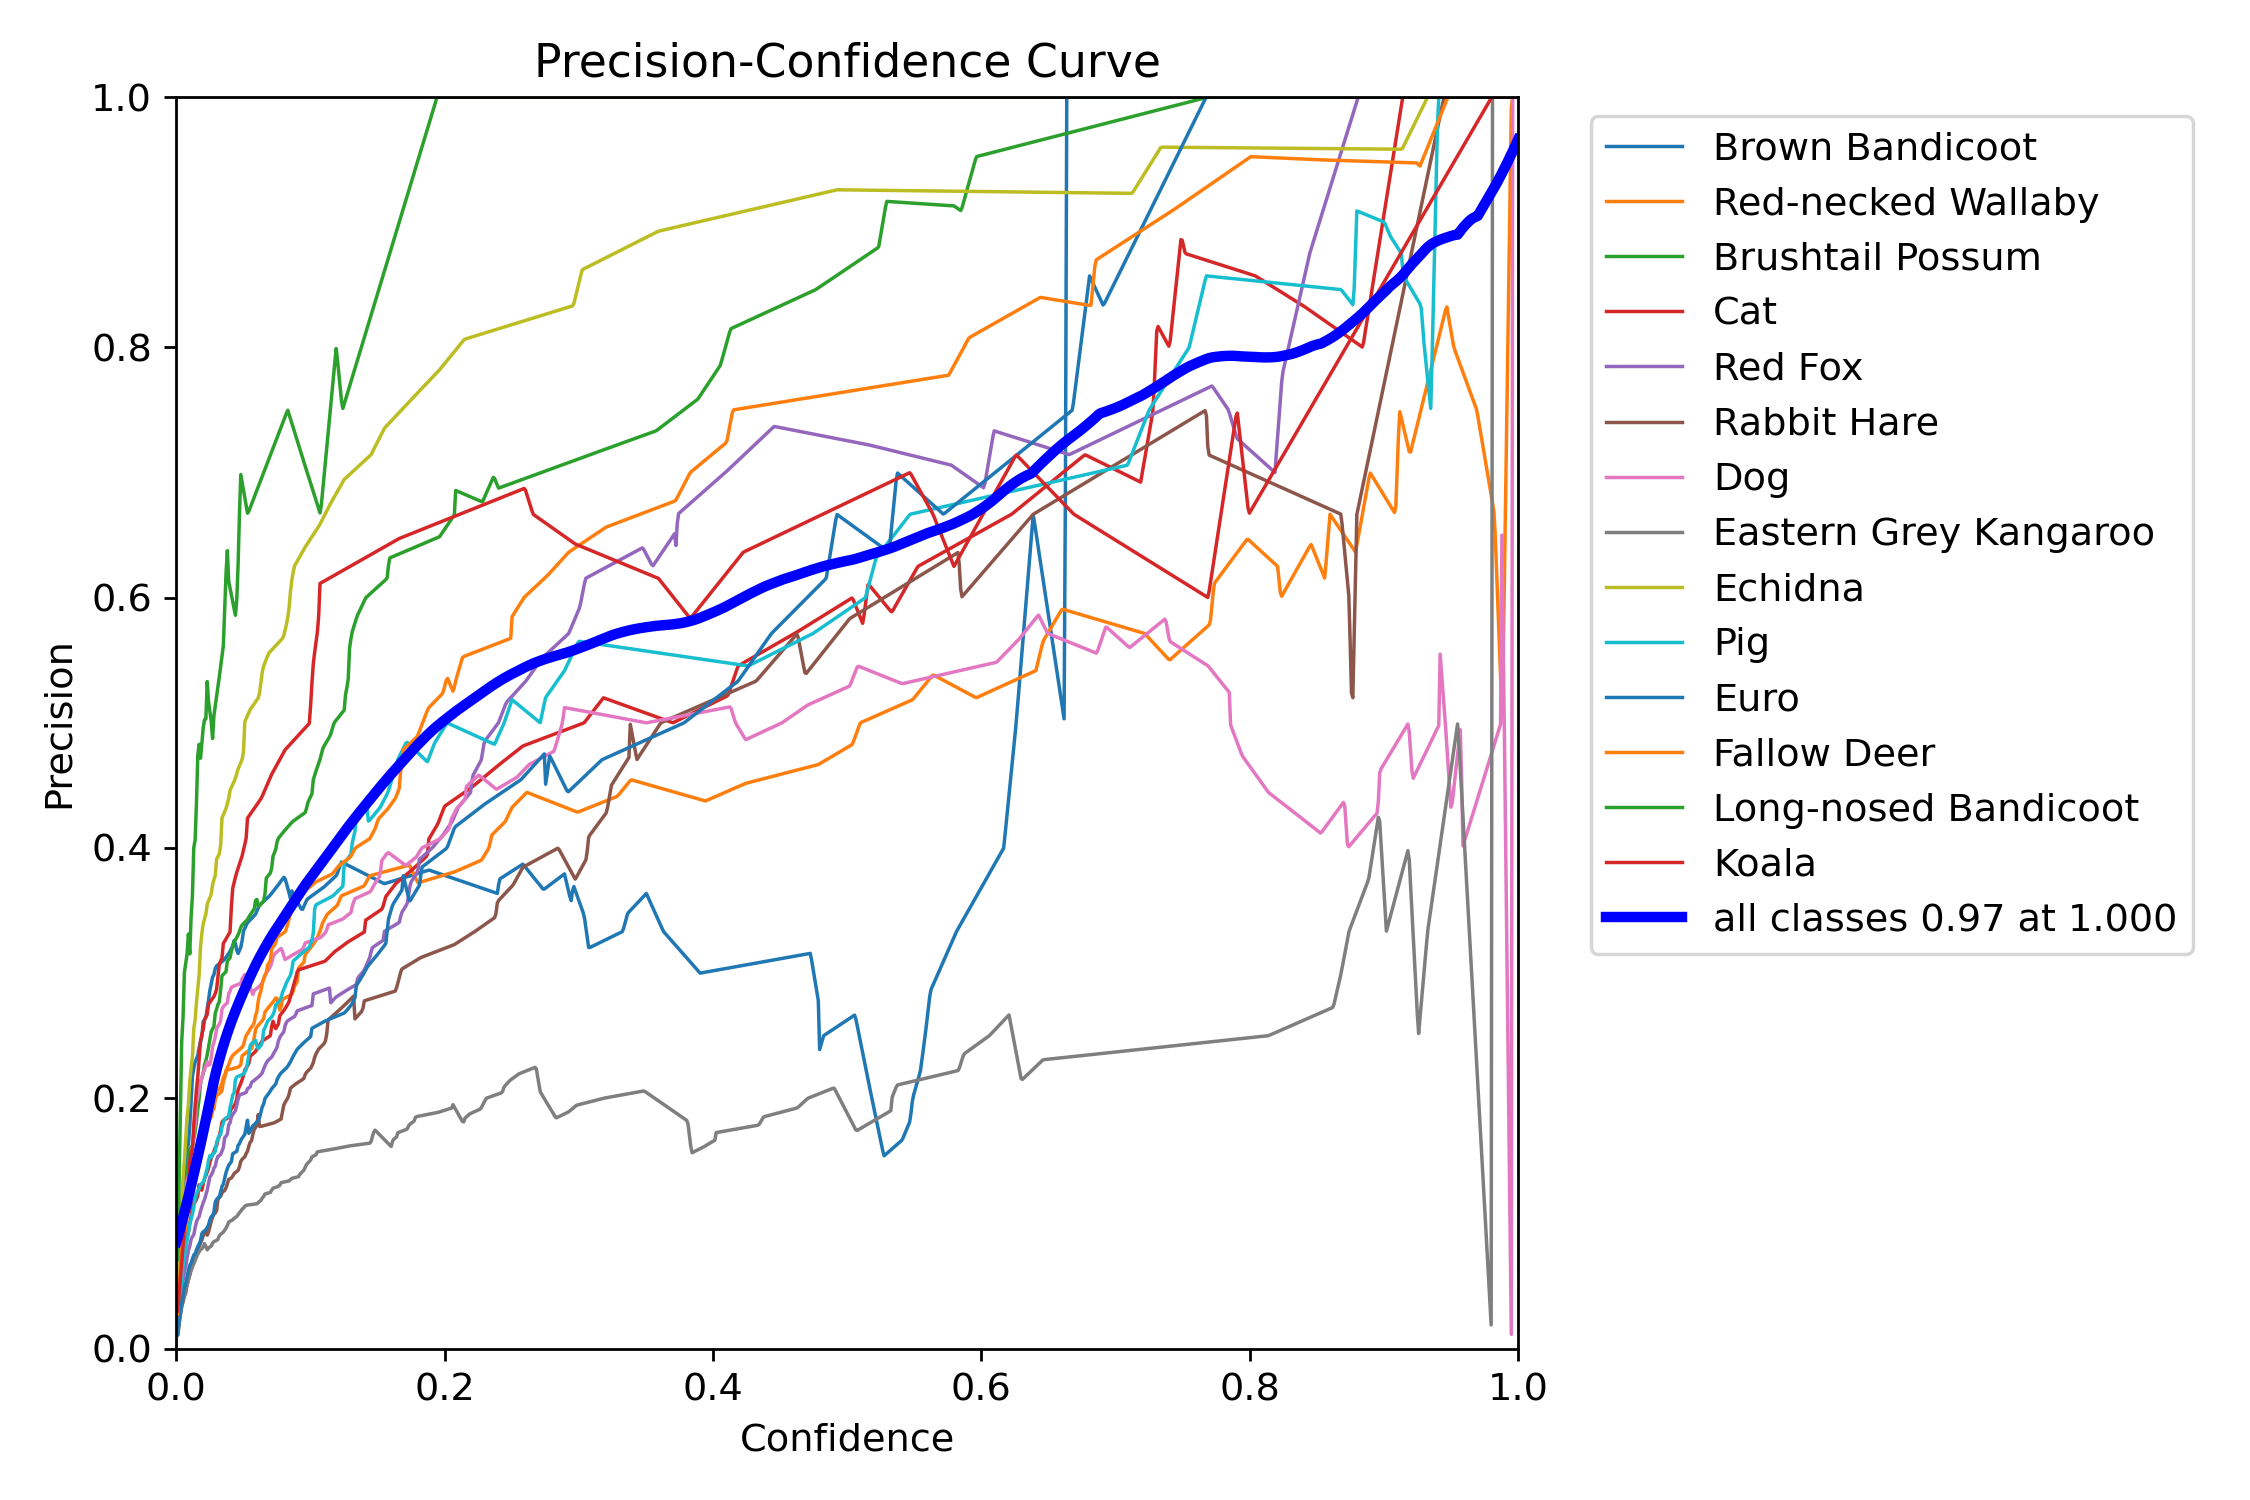 Precision-Confidence Curve
1.0
0.8
0.6
0.4
0.2
0.0
Precision
0.0 0.2 0.4 0.6 0.8 1.0
Confidence
Brown Bandicoot
Red-necked Wallaby
Brushtail Possum
Cat
Red Fox
Rabbit Hare
Dog
Eastern Grey Kangaroo
Echidna
Pig
Euro
Fallow Deer
Long-nosed Bandicoot
Koala
all classes 0.97 at 1.000